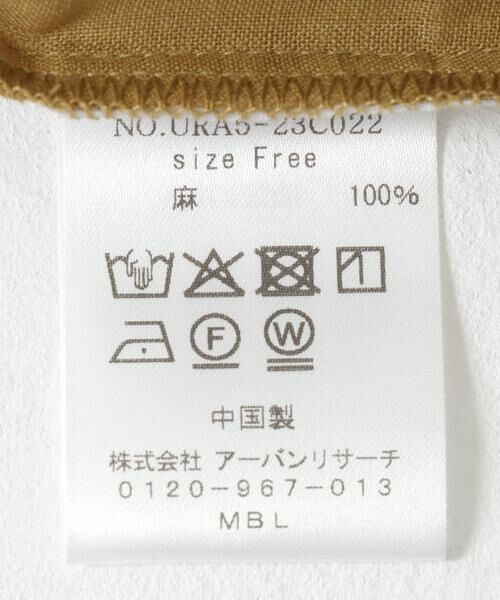 NO.URA5-23C022
size Free
麻 100%
F W
中国製
株式会社 アーバンリサーチ
0120-967-013
MBL